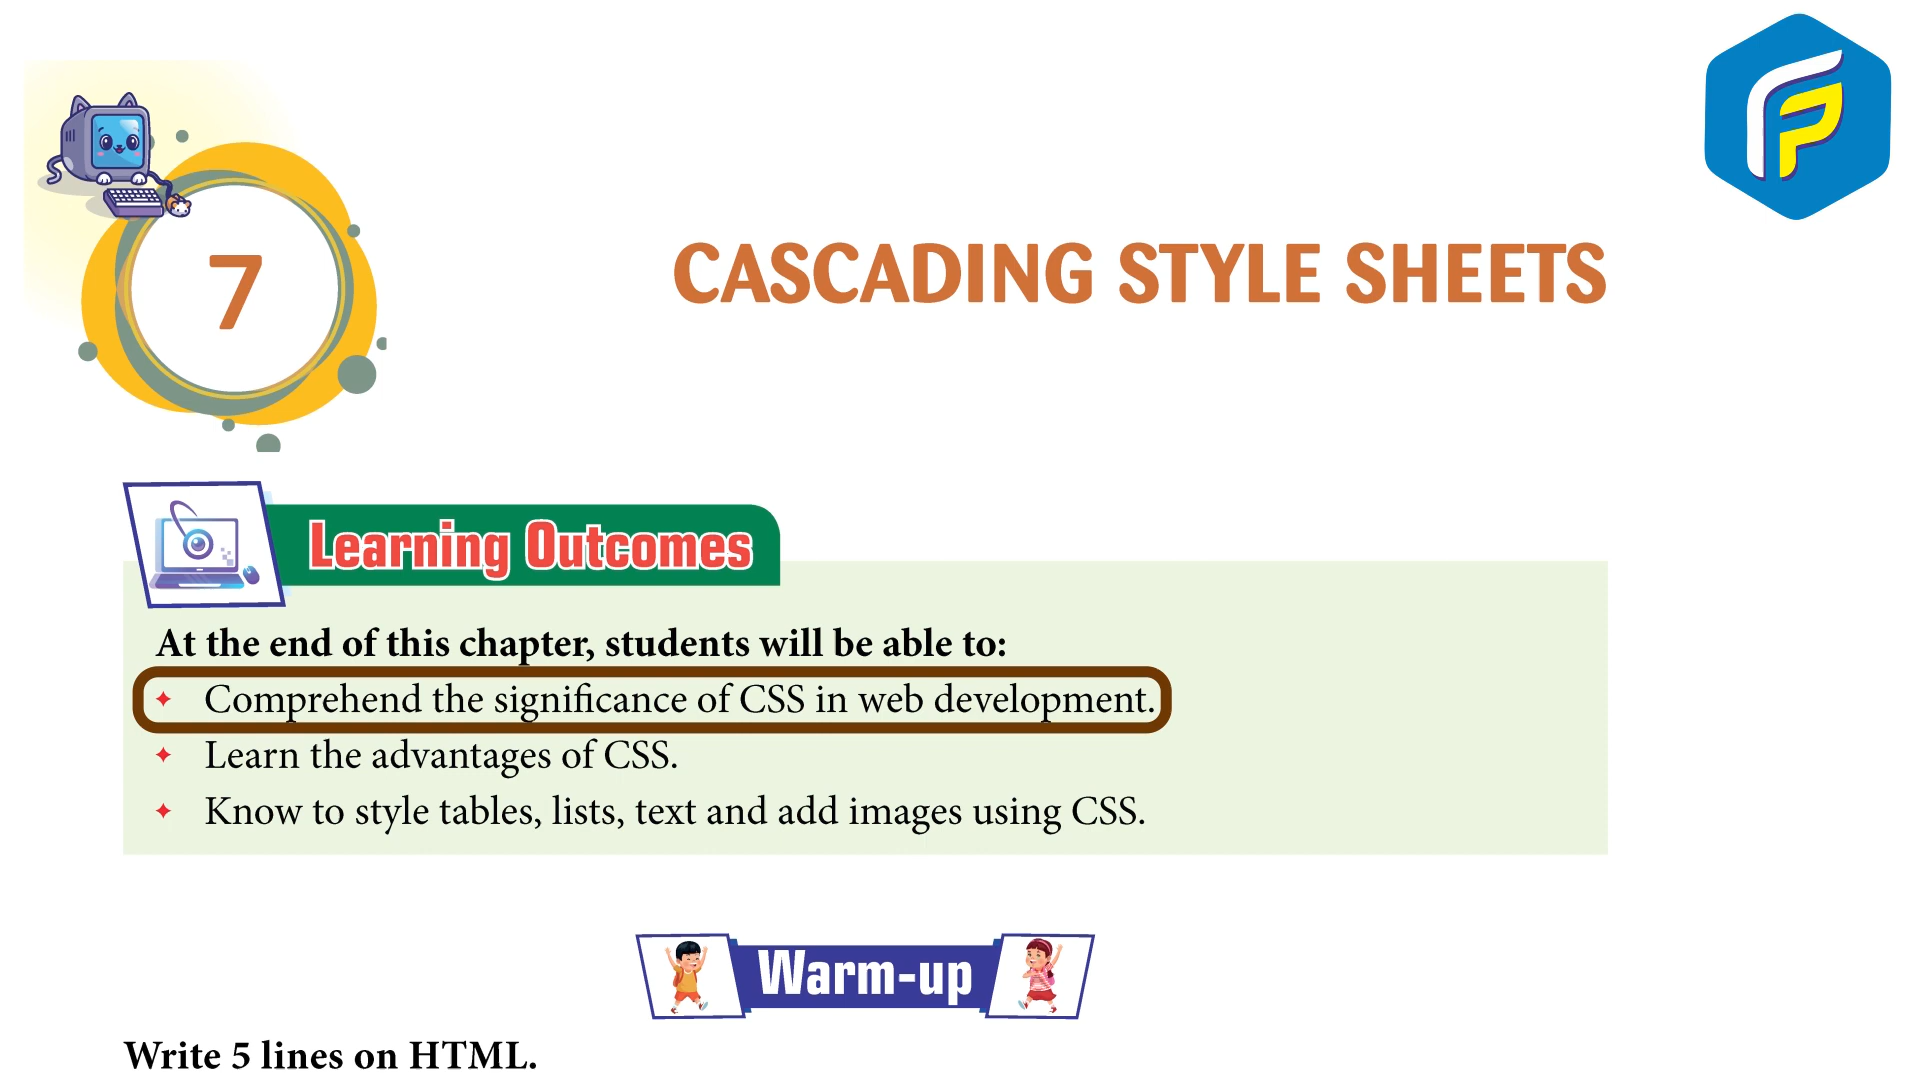 7
CASCADING STYLE SHEETS
Learning Outcomes
At the end of this chapter, students will be able to:
✦ Comprehend the significance of CSS in web development.
✦ Learn the advantages of CSS.
✦ Know to style tables, lists, text and add images using CSS.
Warm-up
Write 5 lines on HTML.